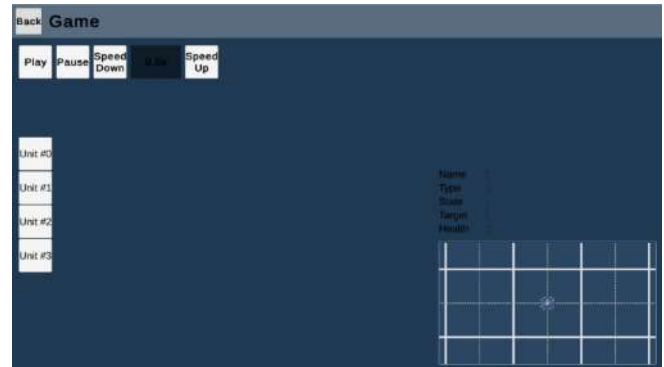 Back Game
Play Pause Speed Down Speed Up
Unit #0
Unit #1
Unit #2
Unit #3
Name :
Type :
State :
Target :
Health :